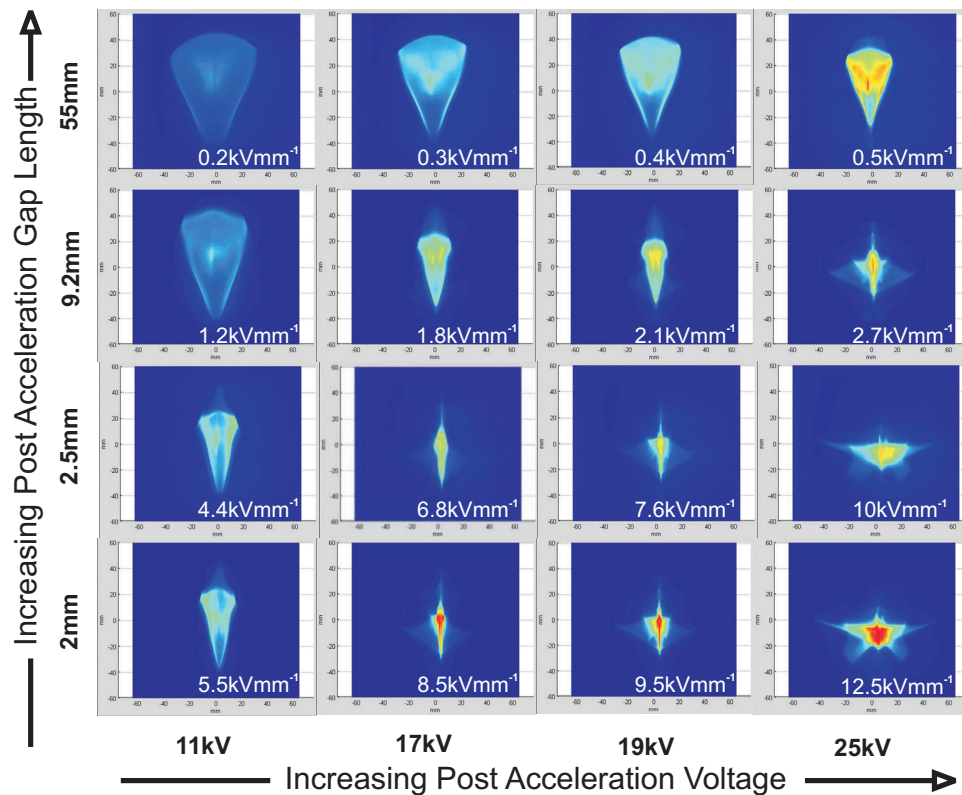 Increasing Post Acceleration Gap Length
55mm
0.2kVmm-1
0.3kVmm-1
0.4kVmm-1
0.5kVmm-1
9.2mm
1.2kVmm-1
1.8kVmm-1
2.1kVmm-1
2.7kVmm-1
2.5mm
4.4kVmm-1
6.8kVmm-1
7.6kVmm-1
10kVmm-1
2mm
5.5kVmm-1
8.5kVmm-1
9.5kVmm-1
12.5kVmm-1
11kV
17kV
19kV
25kV
Increasing Post Acceleration Voltage